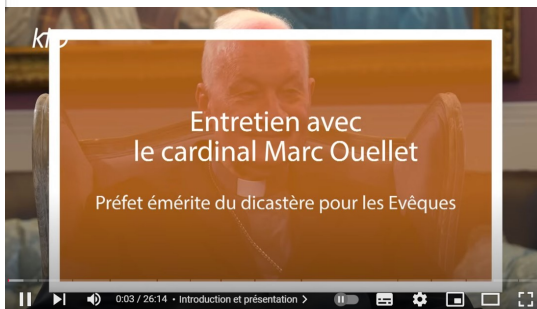 Entretien avec
le cardinal Marc Ouellet
Préfet émérite du dicastère pour les Evêques
0:03 / 26:14 • Introduction et présentation >